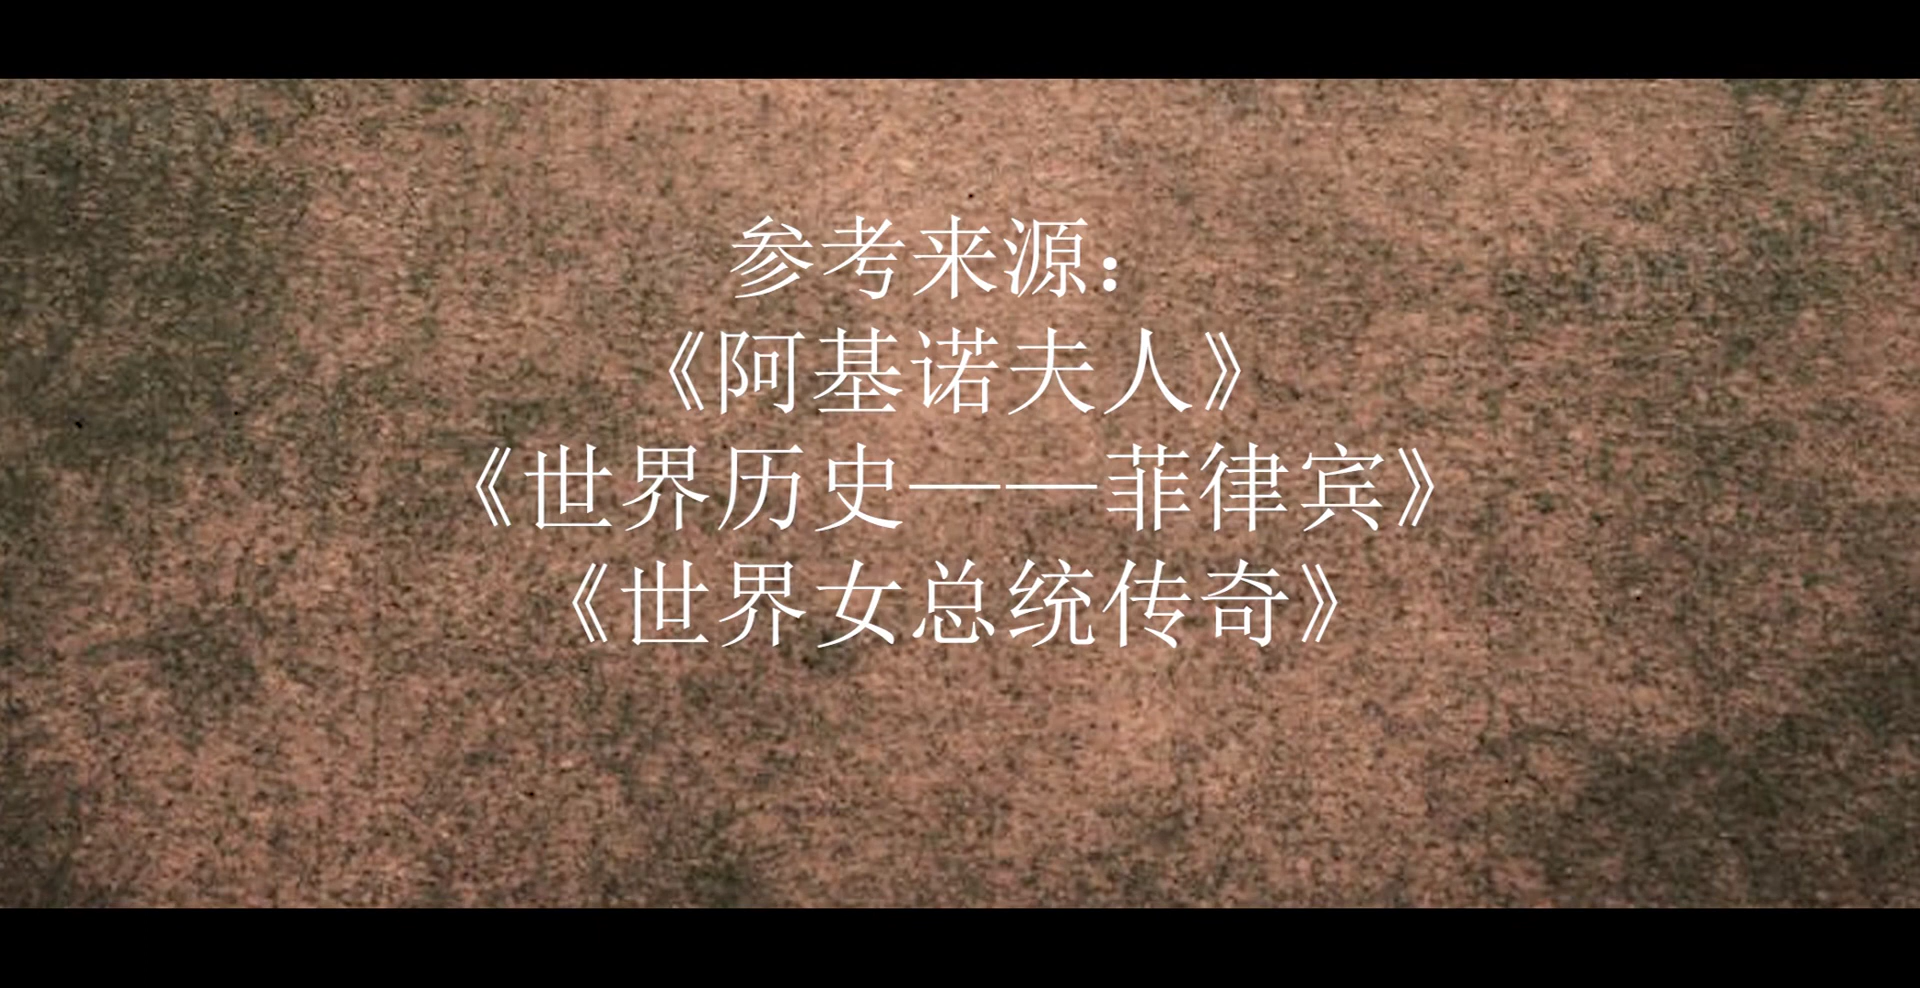 参考来源：
《阿基诺夫人》
《世界历史——菲律宾》
《世界女总统传奇》